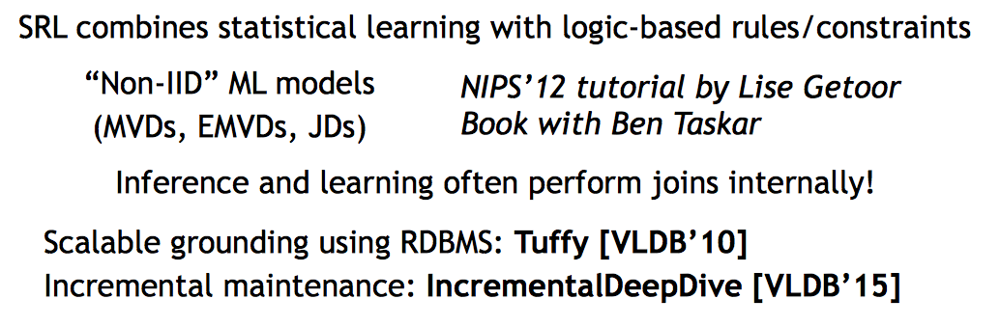 SRL combines statistical learning with logic-based rules/constraints
“Non-IID” ML models
(MVDs, EMVDs, JDs)
NIPS’12 tutorial by Lise Getoor
Book with Ben Taskar
Inference and learning often perform joins internally!
Scalable grounding using RDBMS: Tuffy [VLDB’10]
Incremental maintenance: IncrementalDeepDive [VLDB’15]